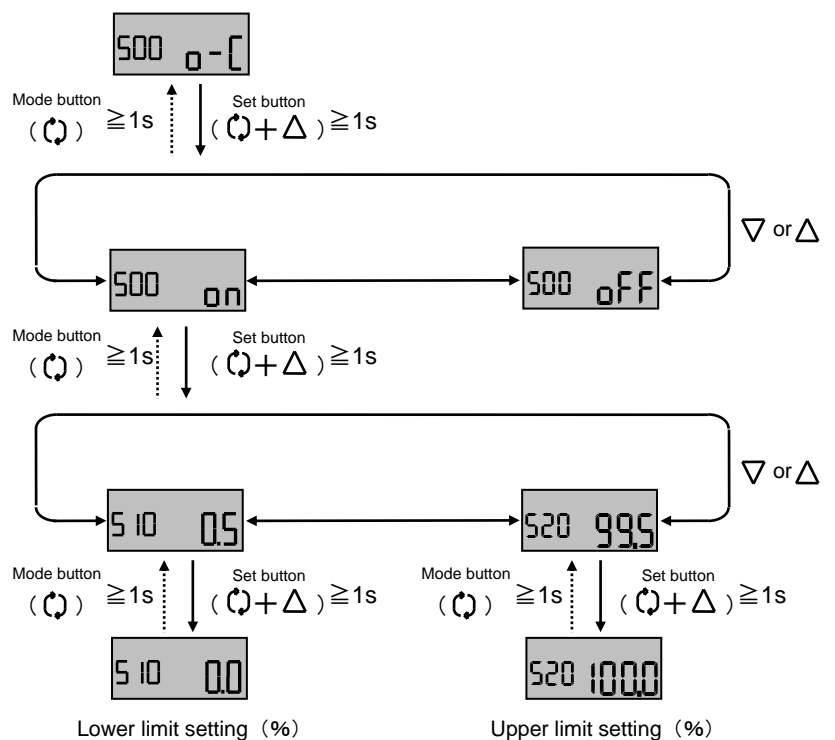 500 o-C
Mode button Set button
(⟳) ≧1s (⟳+△) ≧1s
▽ or △
500 on 500 oFF
Mode button Set button
(⟳) ≧1s (⟳+△) ≧1s
▽ or △
510 0.5 520 99.5
Mode button Set button Mode button Set button
(⟳) ≧1s (⟳+△) ≧1s (⟳) ≧1s (⟳+△) ≧1s
510 0.0 520 100.0
Lower limit setting (%) Upper limit setting (%)